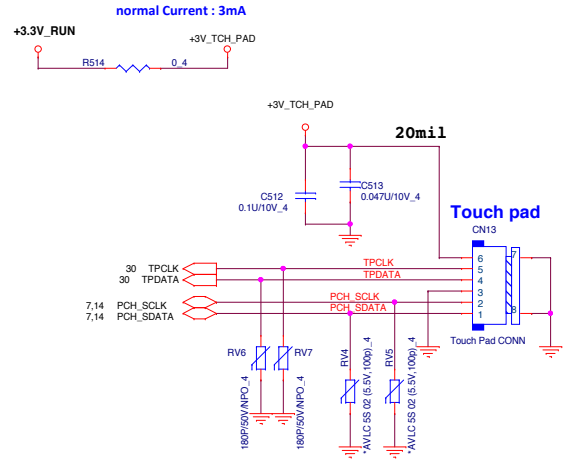 normal Current : 3mA
+3.3V_RUN
+3V_TCH_PAD
R514
0_4
+3V_TCH_PAD
20mil
C512
0.1U/10V_4
C513
0.047U/10V_4
Touch pad
CN13
30 TPCLK
TPCLK
30 TPDATA
TPDATA
7,14 PCH_SCLK
PCH_SCLK
7,14 PCH_SDATA
PCH_SDATA
6
5
4
3
2
1
7
8
Touch Pad CONN
RV6
180P/50V/NPO_4
RV7
180P/50V/NPO_4
RV4
*AVLC 5S 02 (5.5V,100p)_4
RV5
*AVLC 5S 02 (5.5V,100p)_4